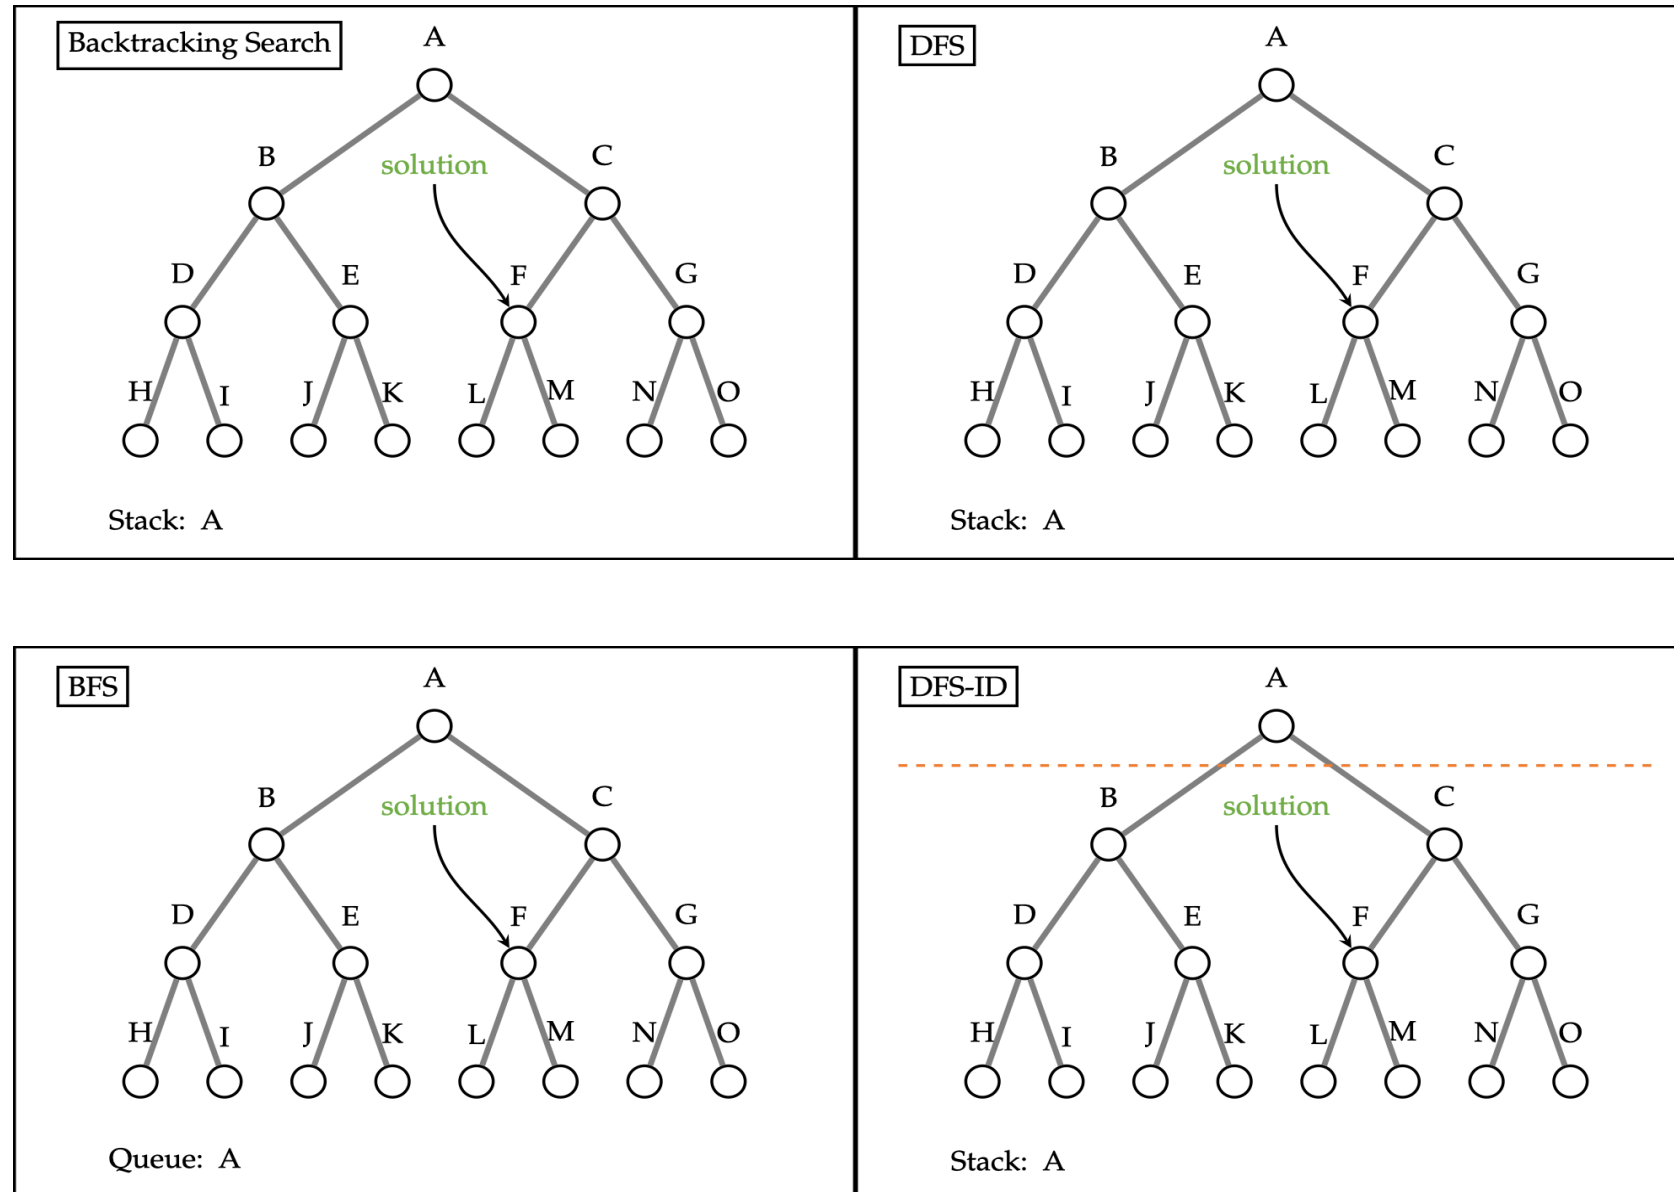 Backtracking Search
A
B
solution
C
D
E
F
G
H
I
J
K
L
M
N
O
Stack: A
DFS
A
B
solution
C
D
E
F
G
H
I
J
K
L
M
N
O
Stack: A
BFS
A
B
solution
C
D
E
F
G
H
I
J
K
L
M
N
O
Queue: A
DFS-ID
A
B
solution
C
D
E
F
G
H
I
J
K
L
M
N
O
Stack: A